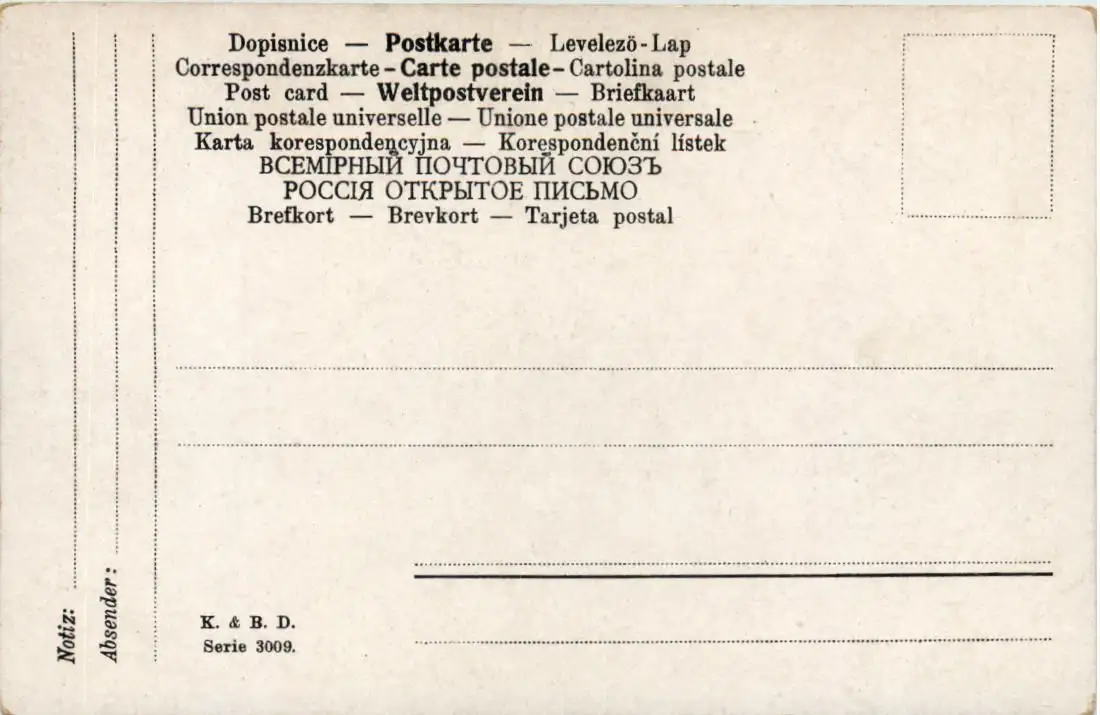 Dopisnice — Postkarte — Levelezö-Lap
Correspondenzkarte - Carte postale - Cartolina postale
Post card — Weltpostverein — Briefkaart
Union postale universelle — Unione postale universale
Karta korespondencyjna — Korespondenční lístek
ВСЕМІРНЫЙ ПОЧТОВЫЙ СОЮЗЪ
РОССІЯ ОТКРЫТОЕ ПИСЬМО
Brefkort — Brevkort — Tarjeta postal
Notiz:
Absender:
K. & B. D.
Serie 3009.